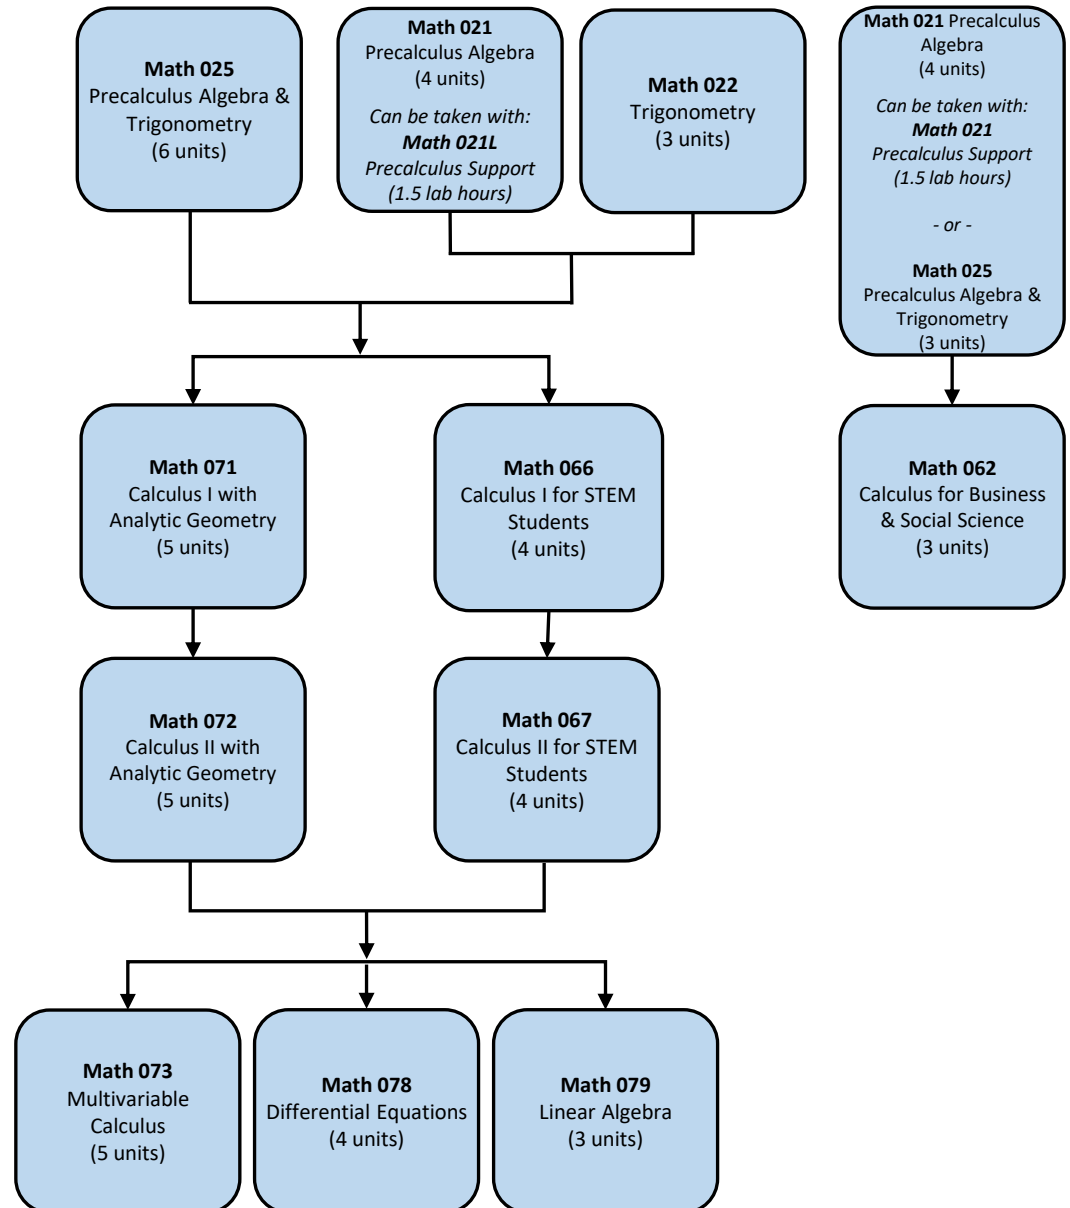 Math 025
Precalculus Algebra &
Trigonometry
(6 units)
Math 021
Precalculus Algebra
(4 units)
Can be taken with:
Math 021L
Precalculus Support
(1.5 lab hours)
Math 022
Trigonometry
(3 units)
Math 021 Precalculus
Algebra
(4 units)
Can be taken with:
Math 021
Precalculus Support
(1.5 lab hours)
- or -
Math 025
Precalculus Algebra &
Trigonometry
(3 units)
Math 071
Calculus I with
Analytic Geometry
(5 units)
Math 066
Calculus I for STEM
Students
(4 units)
Math 062
Calculus for Business
& Social Science
(3 units)
Math 072
Calculus II with
Analytic Geometry
(5 units)
Math 067
Calculus II for STEM
Students
(4 units)
Math 073
Multivariable
Calculus
(5 units)
Math 078
Differential Equations
(4 units)
Math 079
Linear Algebra
(3 units)